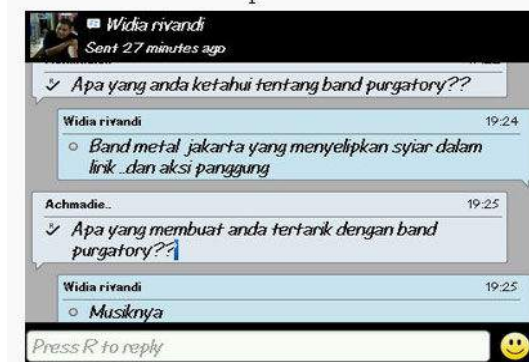 Widia rivandi
Sent 27 minutes ago
Apa yang anda ketahui tentang band purgatory??
Widia rivandi 19:24
Band metal jakarta yang menyelipkan syiar dalam
lirik ..dan aksi panggung
Achmadie.. 19:25
Apa yang membuat anda tertarik dengan band
purgatory??
Widia rivandi 19:25
Musiknya
Press R to reply